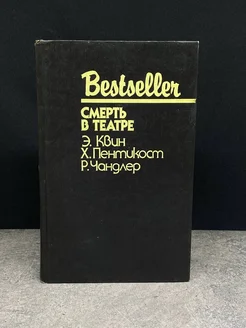 Bestseller
СМЕРТЬ
В ТЕАТРЕ
Э. Квин
Х. Пентикост
Р. Чандлер